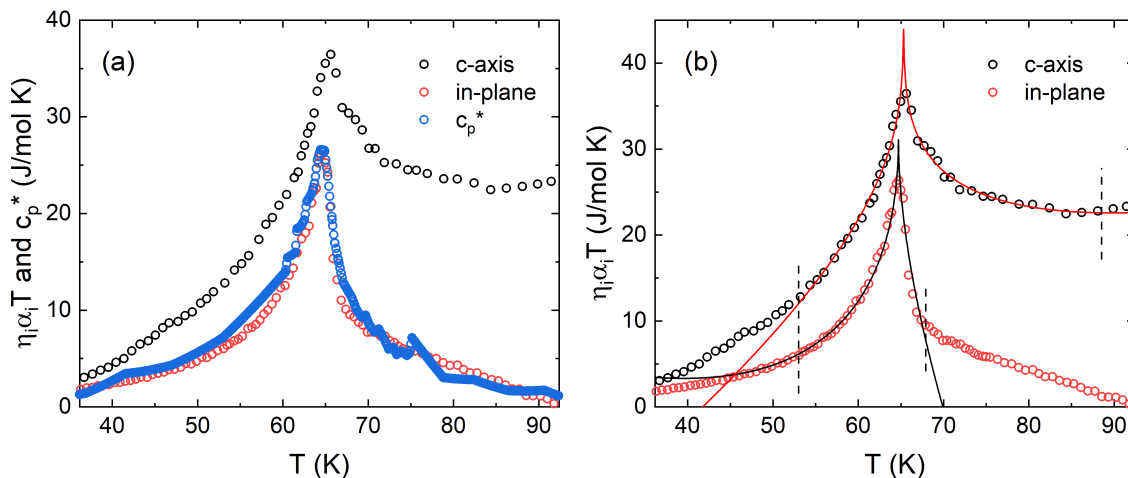 (a)
c-axis
in-plane
cp*
ηiαiT and cp* (J/mol K)
40
30
20
10
0
40
50
60
70
80
90
T (K)
(b)
c-axis
in-plane
ηiαiT (J/mol K)
40
30
20
10
0
40
50
60
70
80
90
T (K)